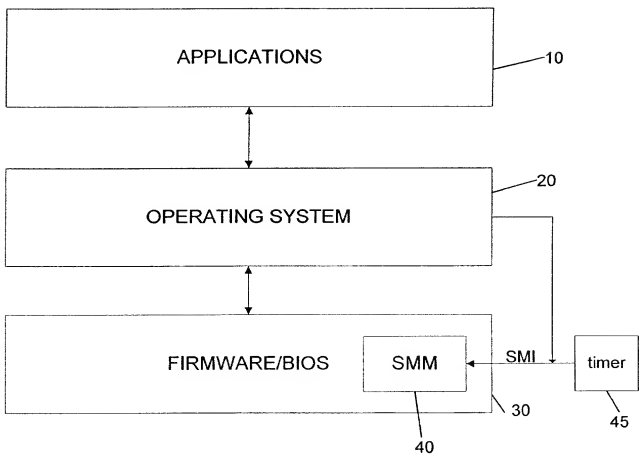 APPLICATIONS
10
OPERATING SYSTEM
20
FIRMWARE/BIOS
SMM
SMI
timer
30
40
45